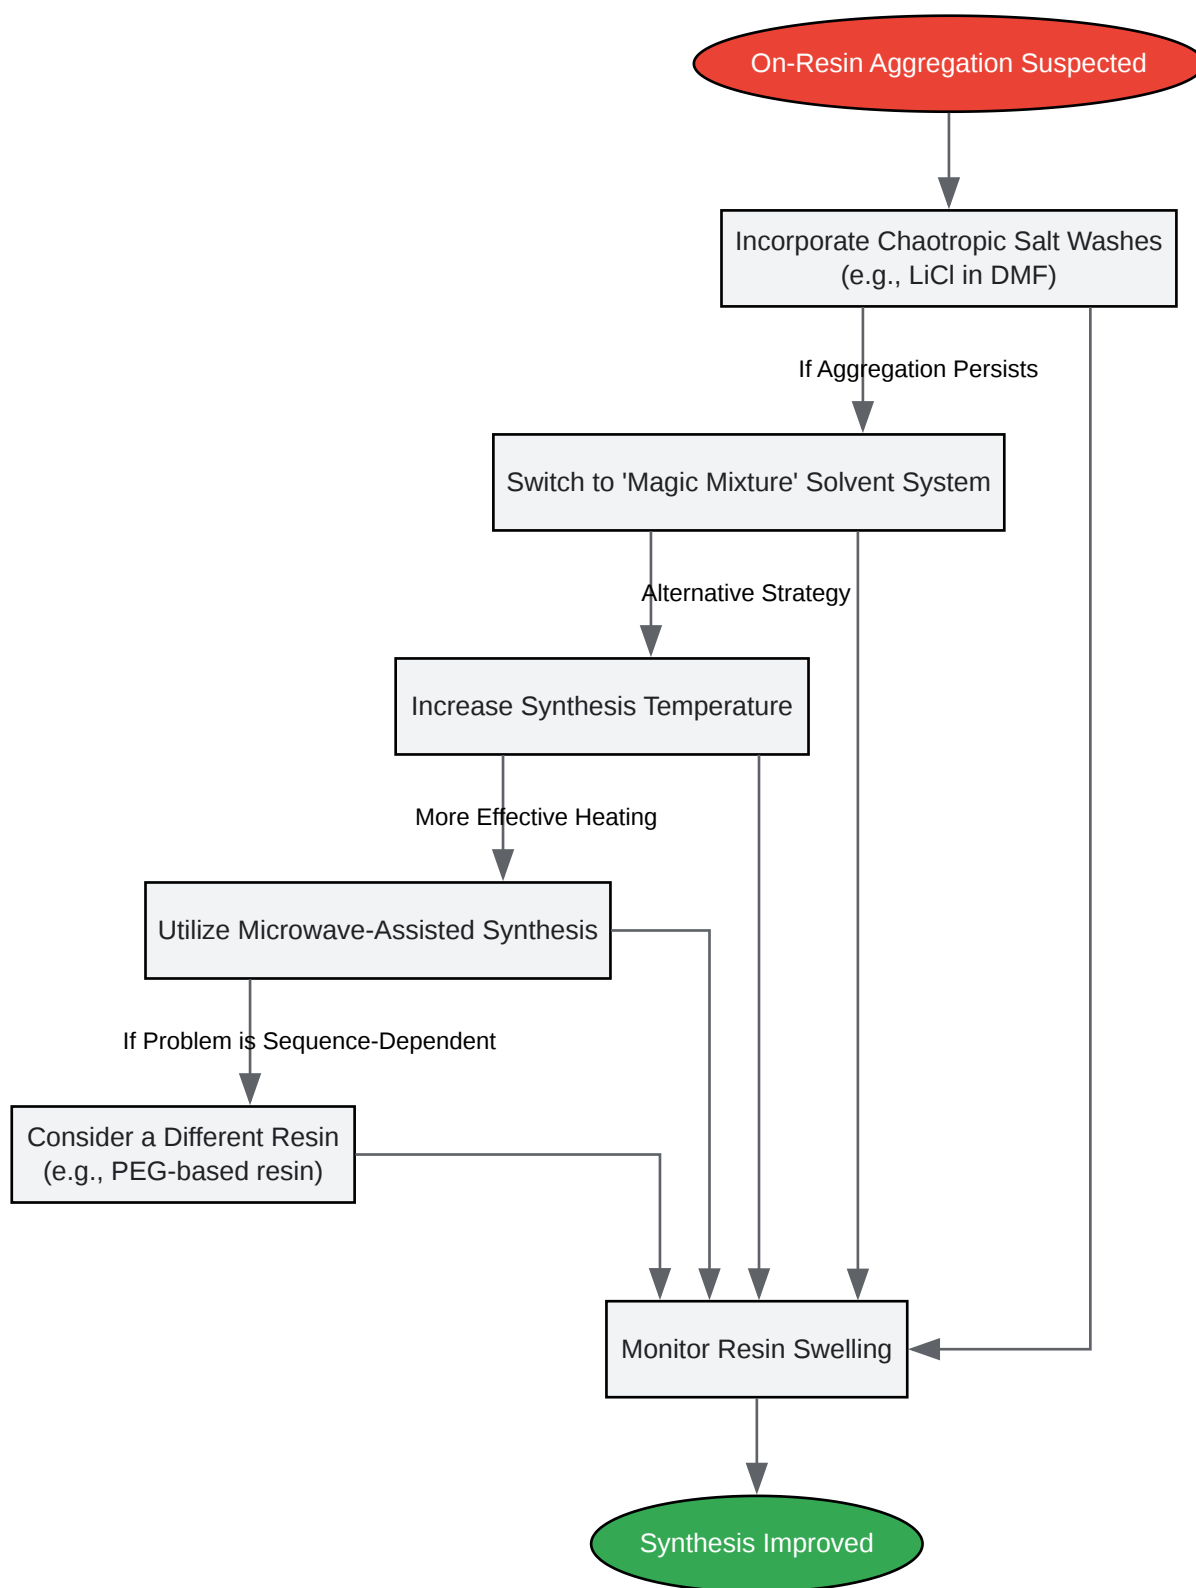 On-Resin Aggregation Suspected
Incorporate Chaotropic Salt Washes
(e.g., LiCl in DMF)
If Aggregation Persists
Switch to 'Magic Mixture' Solvent System
Alternative Strategy
Increase Synthesis Temperature
More Effective Heating
Utilize Microwave-Assisted Synthesis
If Problem is Sequence-Dependent
Consider a Different Resin
(e.g., PEG-based resin)
Monitor Resin Swelling
Synthesis Improved